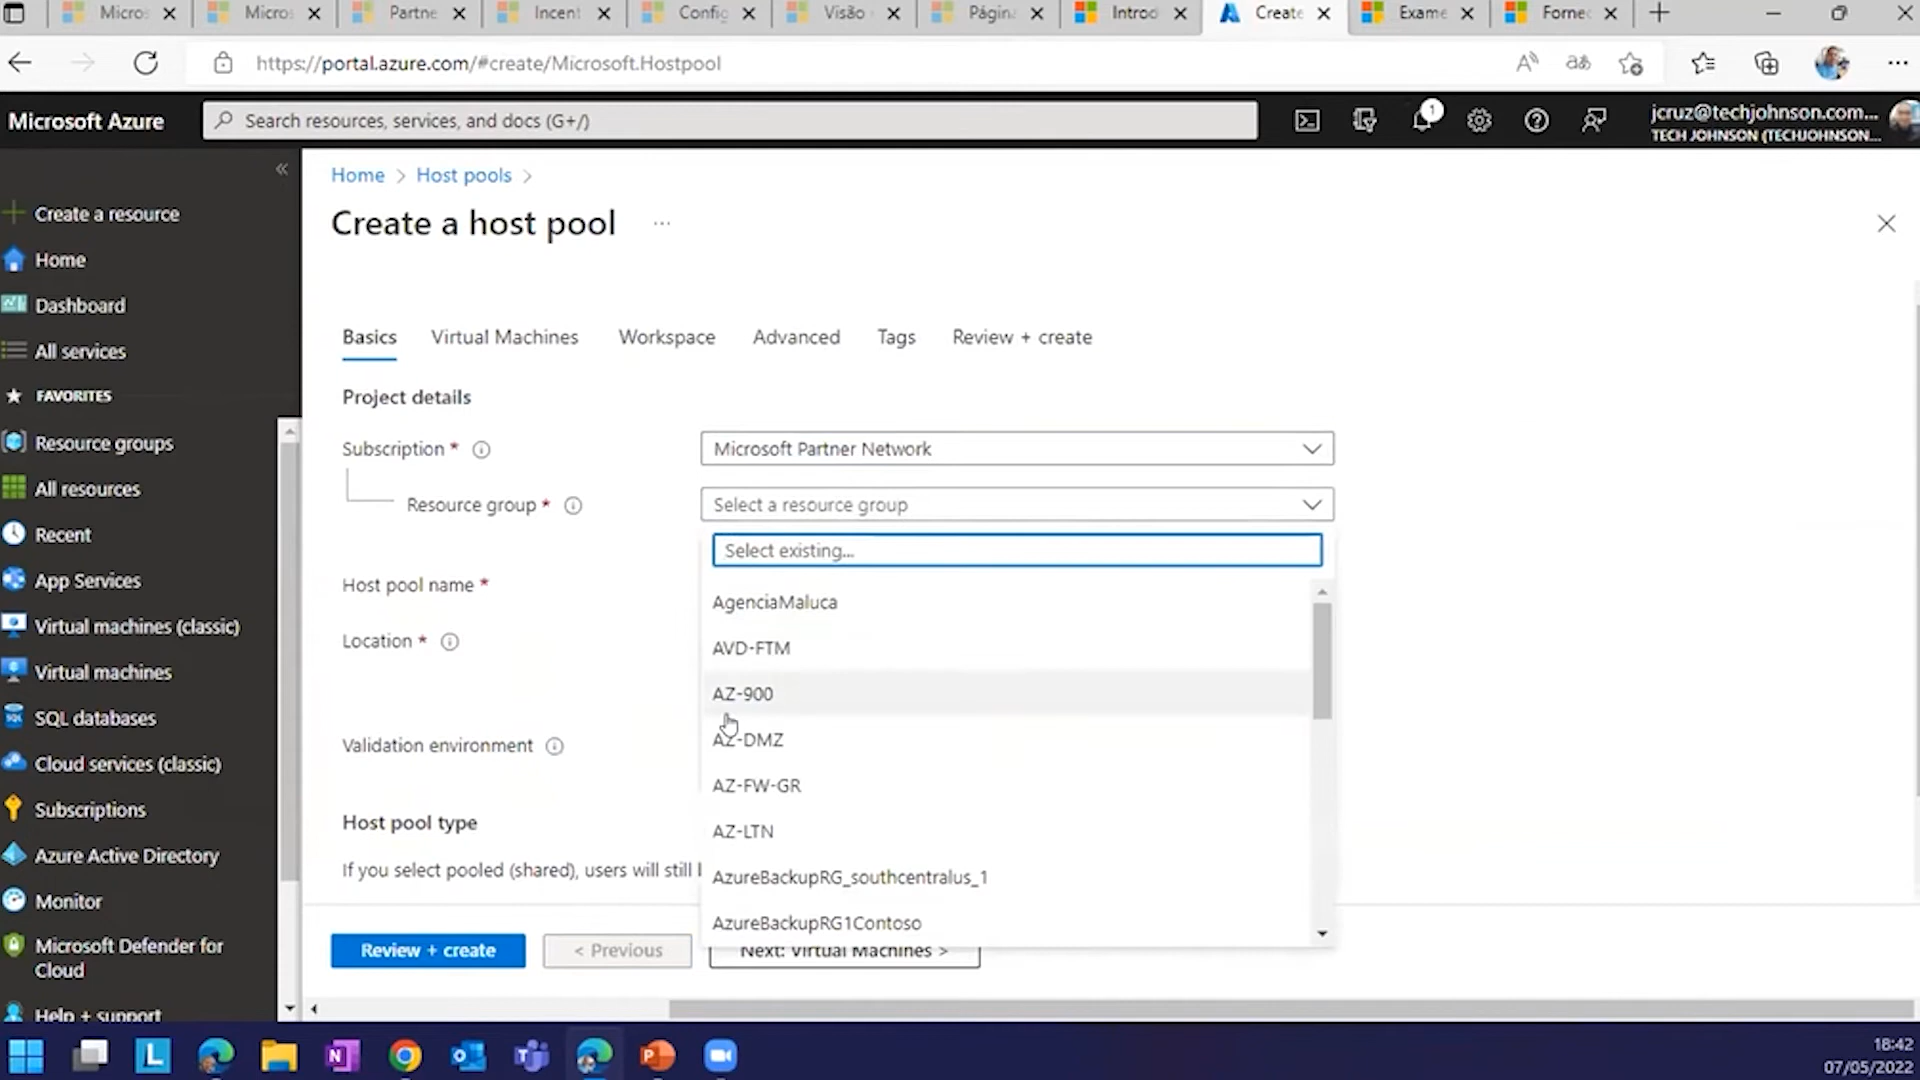 Micros
Micros
Partne
Incent
Config
Visão
Página
Introd
Create
Exame
Fornec
https://portal.azure.com/#create/Microsoft.Hostpool
Microsoft Azure
Search resources, services, and docs (G+/)
1
jcruz@techjohnson.com...
TECH JOHNSON (TECHJOHNSON...
Create a resource
Home
Dashboard
All services
FAVORITES
Resource groups
All resources
Recent
App Services
Virtual machines (classic)
Virtual machines
SQL databases
Cloud services (classic)
Subscriptions
Azure Active Directory
Monitor
Microsoft Defender for
Cloud
Help + support
Home > Host pools >
Create a host pool ...
Basics Virtual Machines Workspace Advanced Tags Review + create
Project details
Subscription * Microsoft Partner Network
Resource group * Select a resource group
Select existing...
Host pool name *
Location *
Validation environment
AgenciaMaluca
AVD-FTM
AZ-900
AZ-DMZ
AZ-FW-GR
AZ-LTN
AzureBackupRG_southcentralus_1
AzureBackupRG1Contoso
Host pool type
If you select pooled (shared), users will still
Review + create < Previous Next: Virtual Machines >
18:42
07/05/2022